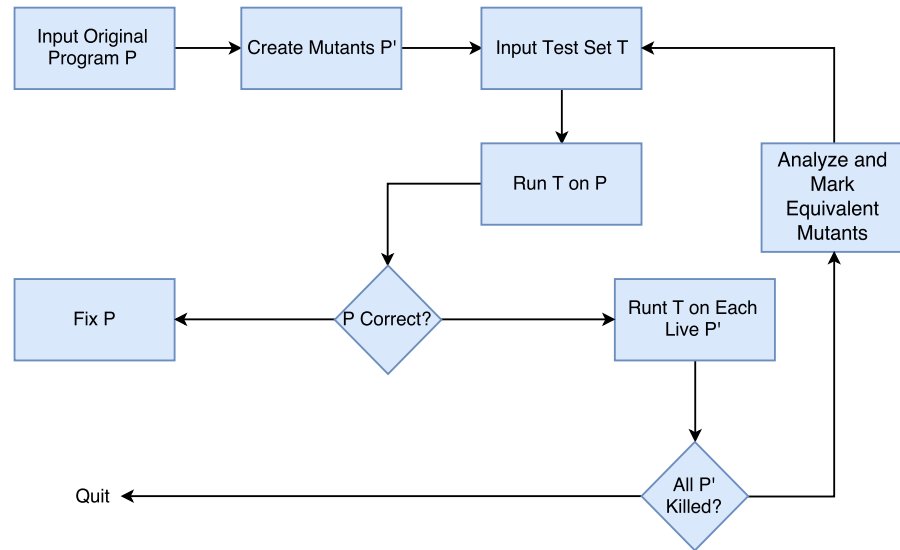 Input Original
Program P
Create Mutants P'
Input Test Set T
Run T on P
Analyze and
Mark
Equivalent
Mutants
Fix P
P Correct?
Runt T on Each
Live P'
All P'
Killed?
Quit